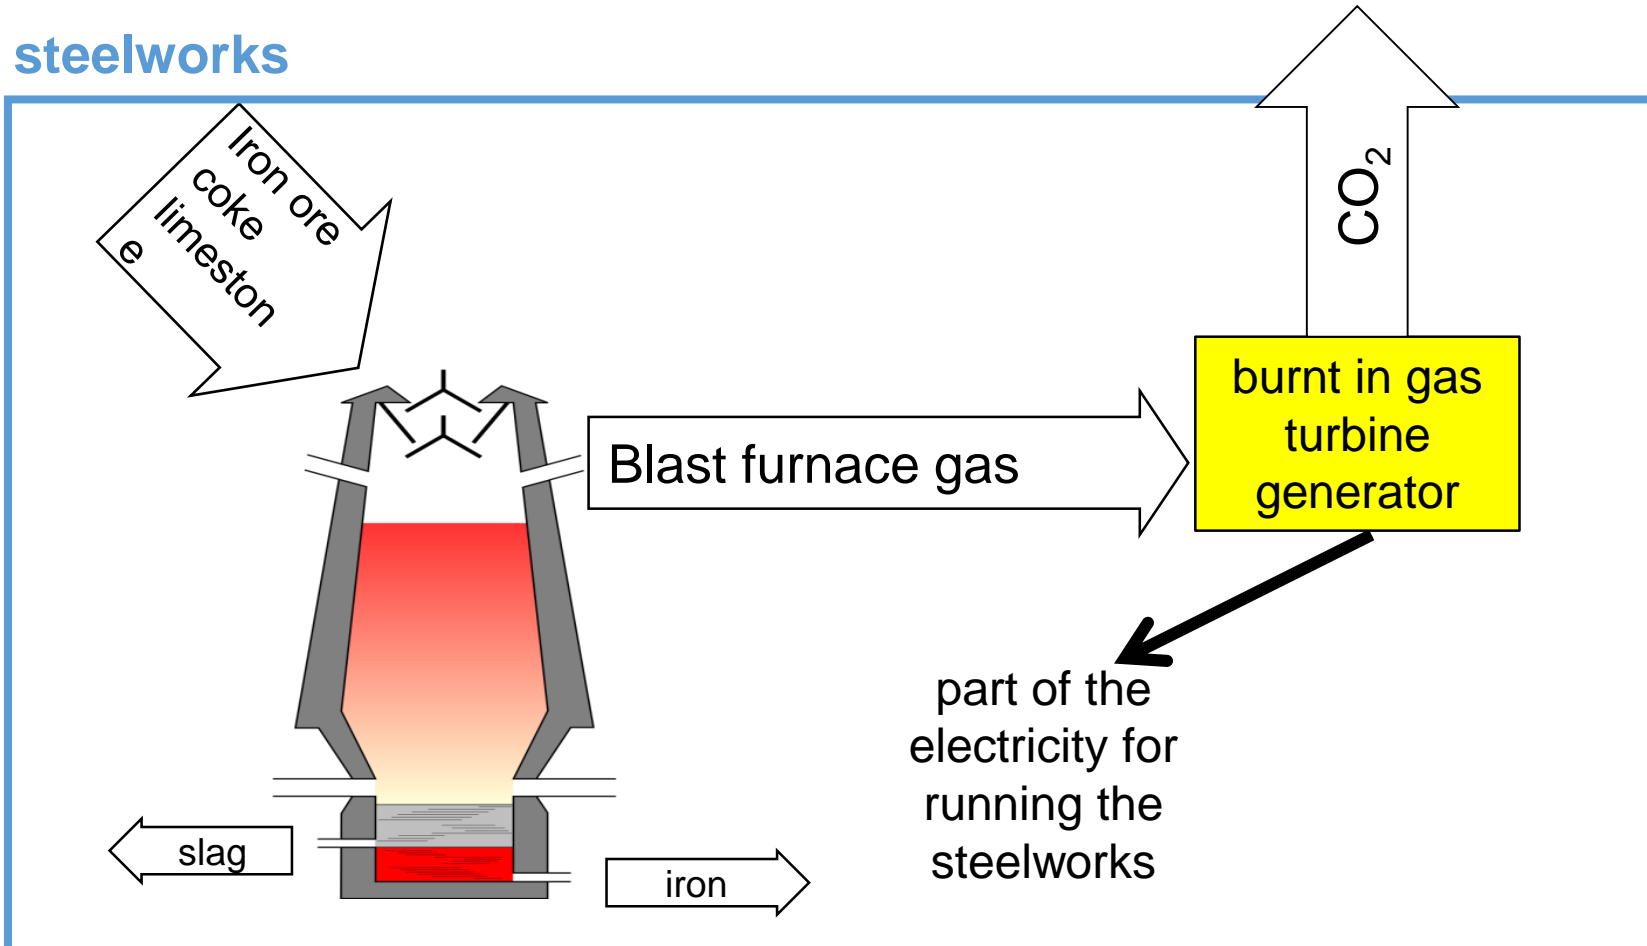 steelworks
Iron ore
coke
limeston
e
CO₂
Blast furnace gas
burnt in gas
turbine
generator
part of the
electricity for
running the
steelworks
slag
iron